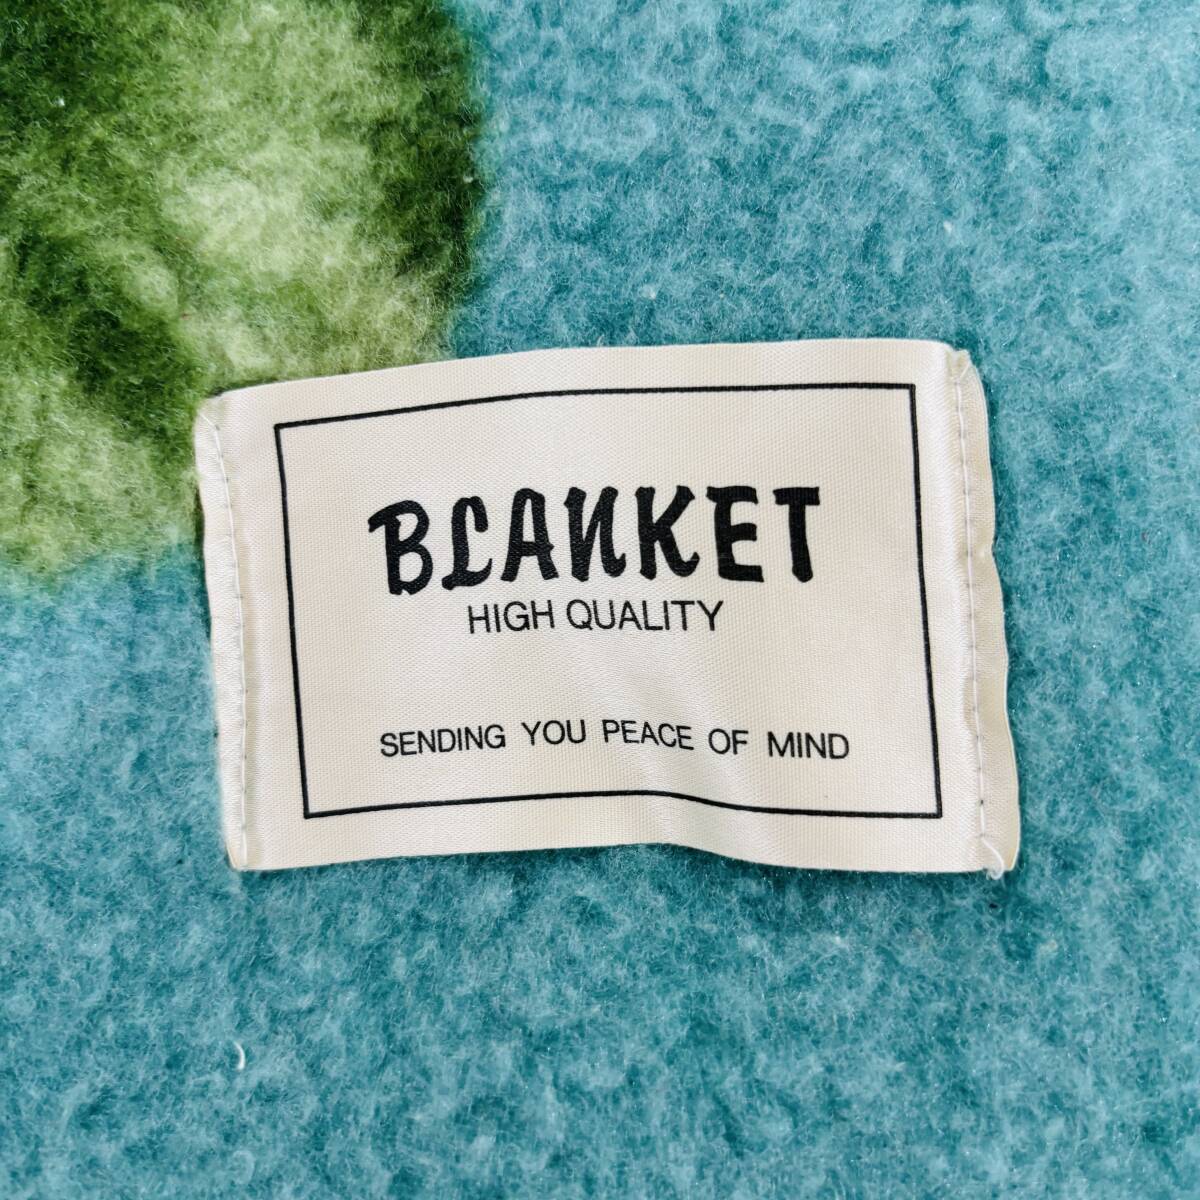 BLANKET
HIGH QUALITY
SENDING YOU PEACE OF MIND